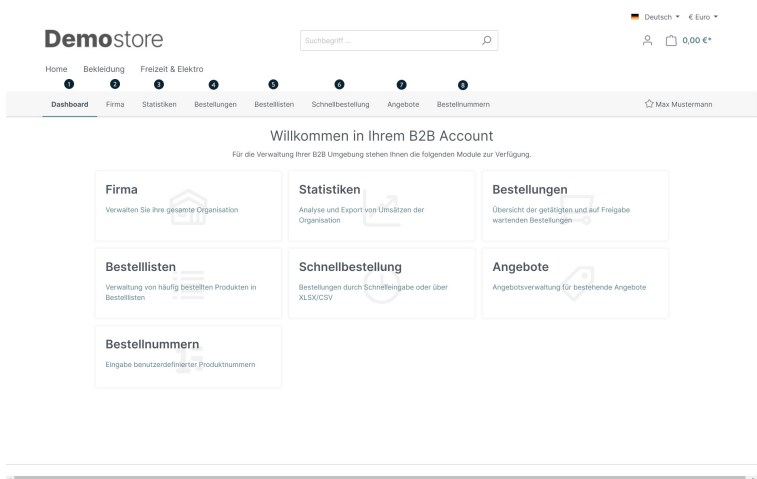 Deutsch € Euro
Demostore
Suchbegriff ...
0,00 €*
Home Bekleidung Freizeit & Elektro
1 2 3 4 5 6 7 8
Dashboard Firma Statistiken Bestellungen Bestelllisten Schnellbestellung Angebote Bestellnummern Max Mustermann
Willkommen in Ihrem B2B Account
Für die Verwaltung Ihrer B2B Umgebung stehen Ihnen die folgenden Module zur Verfügung.
Firma
Verwalten Sie ihre gesamte Organisation
Statistiken
Analyse und Export von Umsätzen der
Organisation
Bestellungen
Übersicht der getätigten und auf Freigabe
wartenden Bestellungen
Bestelllisten
Verwaltung von häufig bestellten Produkten in
Bestelllisten
Schnellbestellung
Bestellungen durch Schnelleingabe oder über
XLSX/CSV
Angebote
Angebotsverwaltung für bestehende Angebote
Bestellnummern
Eingabe benutzerdefinierter Produktnummern